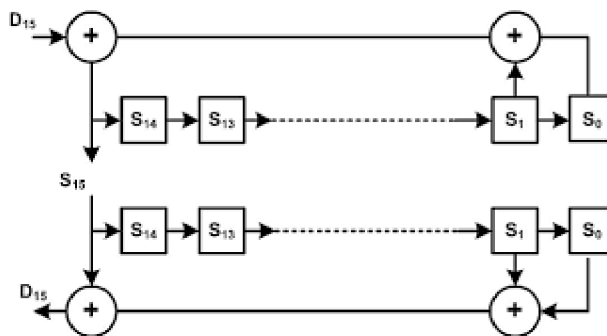 D₁₅
+ +
S₁₄ S₁₃ S₁ S₀
S₁₅
S₁₄ S₁₃ S₁ S₀
D₁₅
+ +